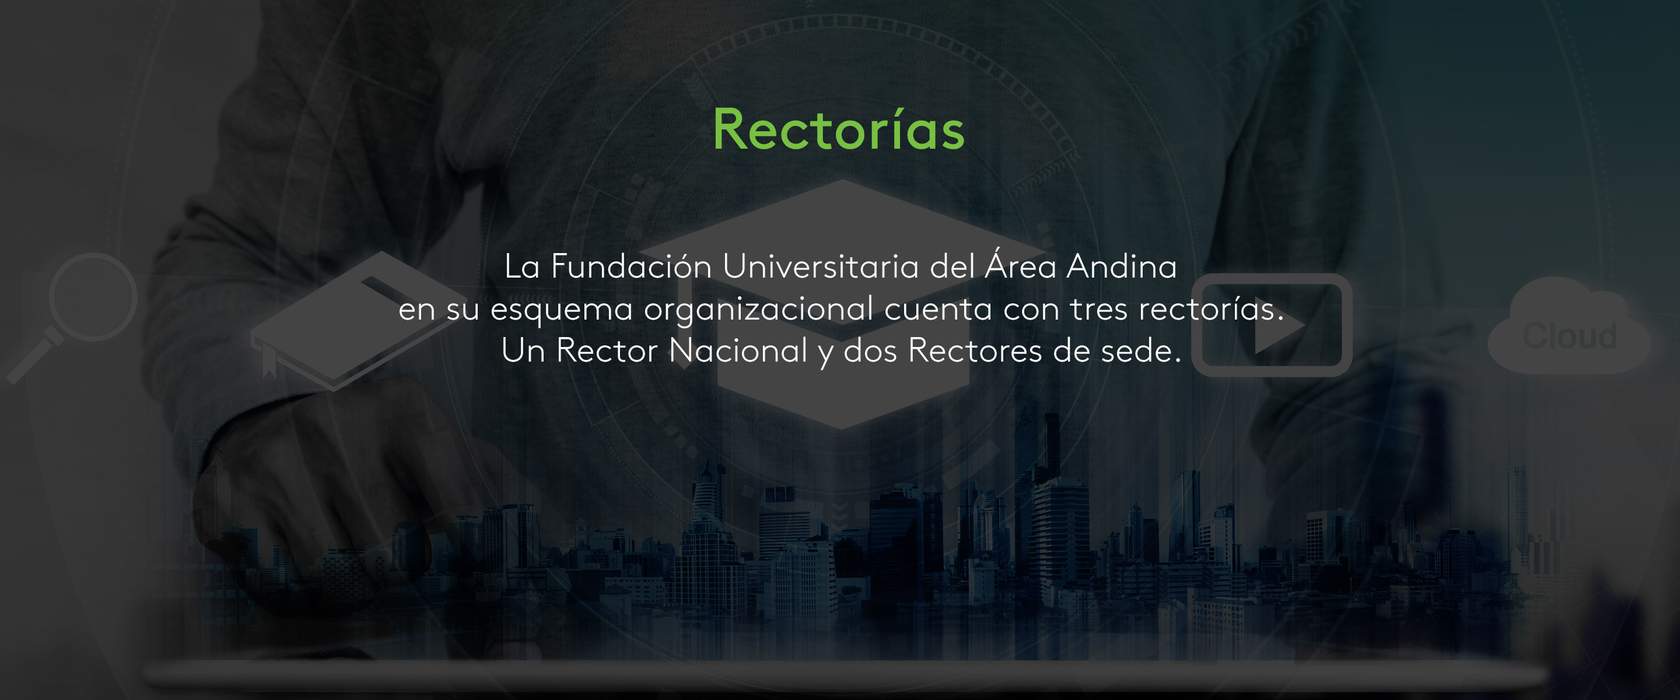 Rectorías
La Fundación Universitaria del Área Andina
en su esquema organizacional cuenta con tres rectorías.
Un Rector Nacional y dos Rectores de sede.
Cloud